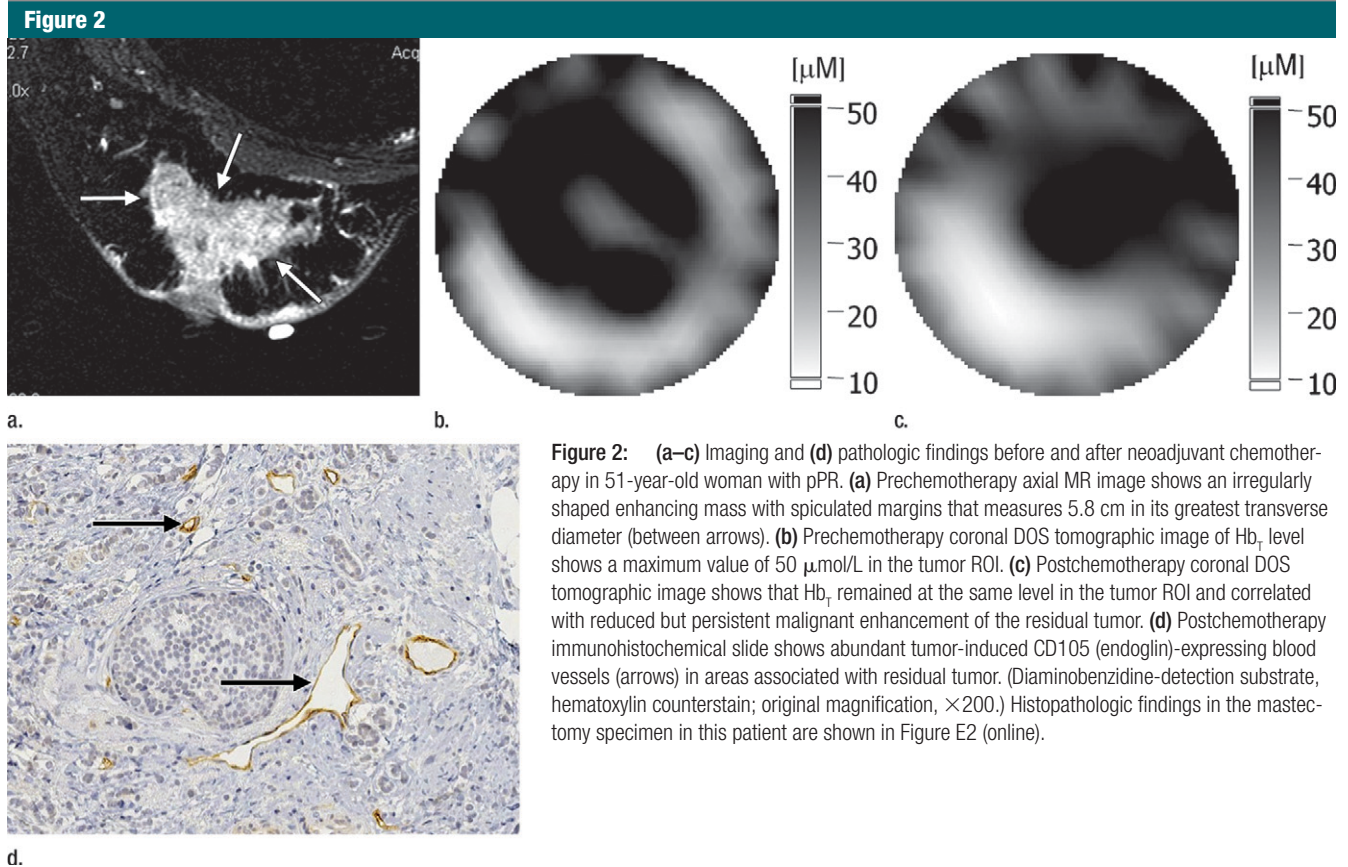 Figure 2
2.7
Acq
.0x
[μM]
50
40
30
20
10
[μM]
50
40
30
20
10
a.
b.
c.
d.
Figure 2: (a–c) Imaging and (d) pathologic findings before and after neoadjuvant chemother-
apy in 51-year-old woman with pPR. (a) Prechemotherapy axial MR image shows an irregularly
shaped enhancing mass with spiculated margins that measures 5.8 cm in its greatest transverse
diameter (between arrows). (b) Prechemotherapy coronal DOS tomographic image of HbT level
shows a maximum value of 50 μmol/L in the tumor ROI. (c) Postchemotherapy coronal DOS
tomographic image shows that HbT remained at the same level in the tumor ROI and correlated
with reduced but persistent malignant enhancement of the residual tumor. (d) Postchemotherapy
immunohistochemical slide shows abundant tumor-induced CD105 (endoglin)-expressing blood
vessels (arrows) in areas associated with residual tumor. (Diaminobenzidine-detection substrate,
hematoxylin counterstain; original magnification, ×200.) Histopathologic findings in the mastec-
tomy specimen in this patient are shown in Figure E2 (online).